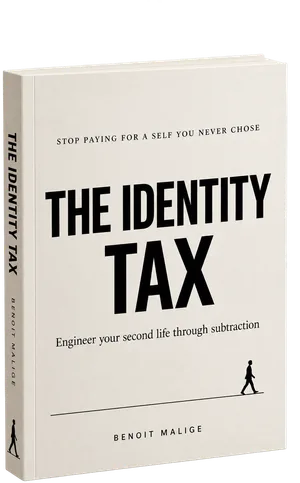 STOP PAYING FOR A SELF YOU NEVER CHOSE
THE IDENTITY
TAX
Engineer your second life through subtraction
BENOIT MALIGE
THE IDENTITY TAX
BENOIT MALIGE